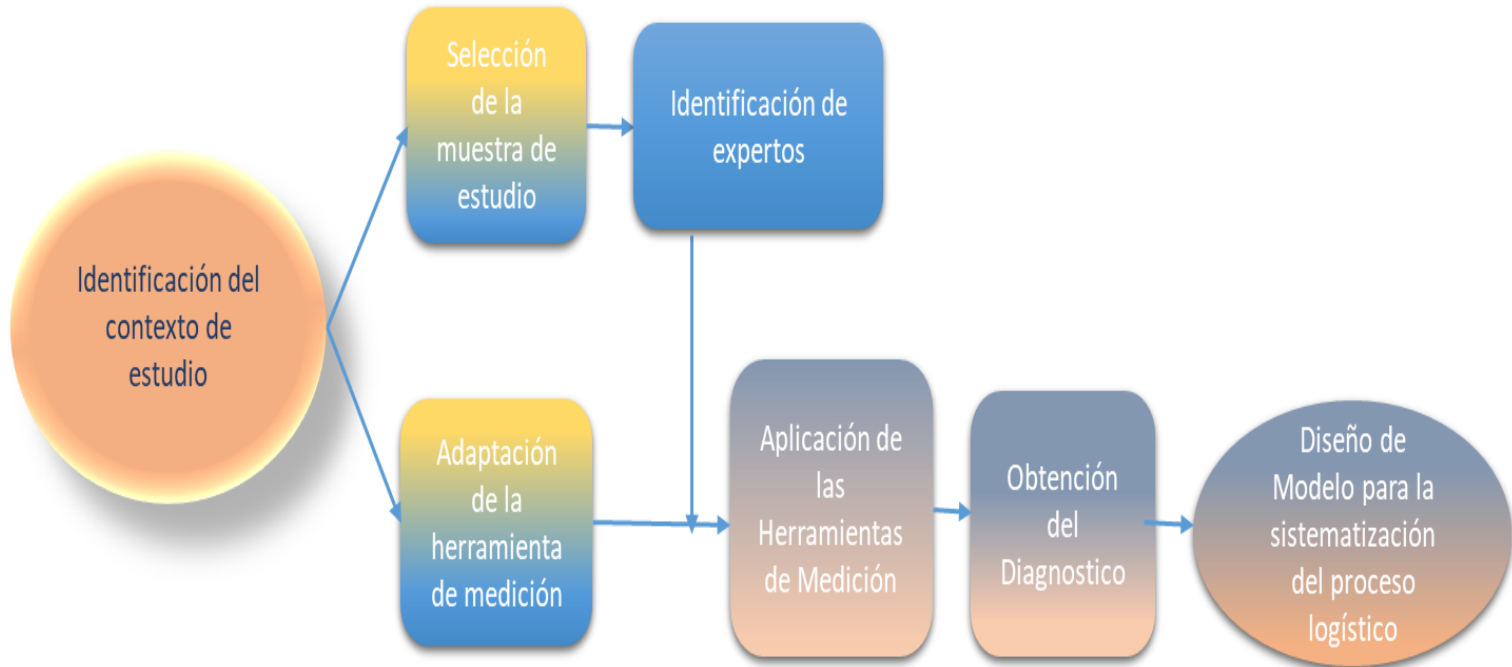 Identificación del
contexto de
estudio
Selección
de la
muestra de
estudio
Identificación de
expertos
Adaptación
de la
herramienta
de medición
Aplicación de
las
Herramientas
de Medición
Obtención
del
Diagnostico
Diseño de
Modelo para la
sistematización
del proceso
logístico